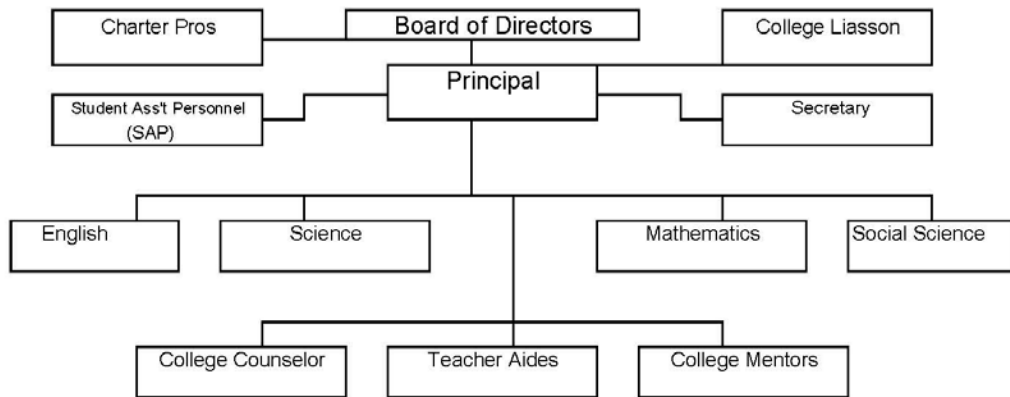 Charter Pros
Board of Directors
College Liasson
Principal
Student Ass't Personnel
(SAP)
Secretary
English
Science
Mathematics
Social Science
College Counselor
Teacher Aides
College Mentors